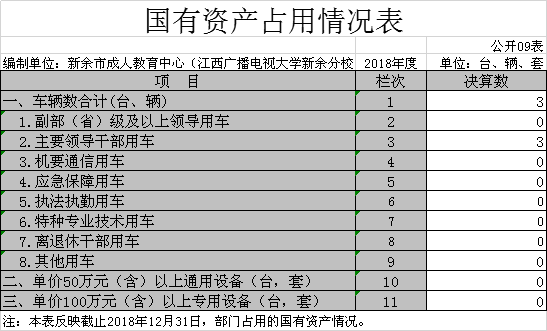 国有资产占用情况表
公开09表
编制单位：新余市成人教育中心（江西广播电视大学新余分校 2018年度 单位：台、辆、套
项 目 栏次 决算数
一、车辆数合计(台、辆) 1 3
1.副部（省）级及以上领导用车 2 0
2.主要领导干部用车 3 3
3.机要通信用车 4 0
4.应急保障用车 5 0
5.执法执勤用车 6 0
6.特种专业技术用车 7 0
7.离退休干部用车 8 0
8.其他用车 9 0
二、单价50万元（含）以上通用设备（台，套） 10 0
三、单价100万元（含）以上专用设备（台，套） 11 0
注：本表反映截止2018年12月31日，部门占用的国有资产情况。